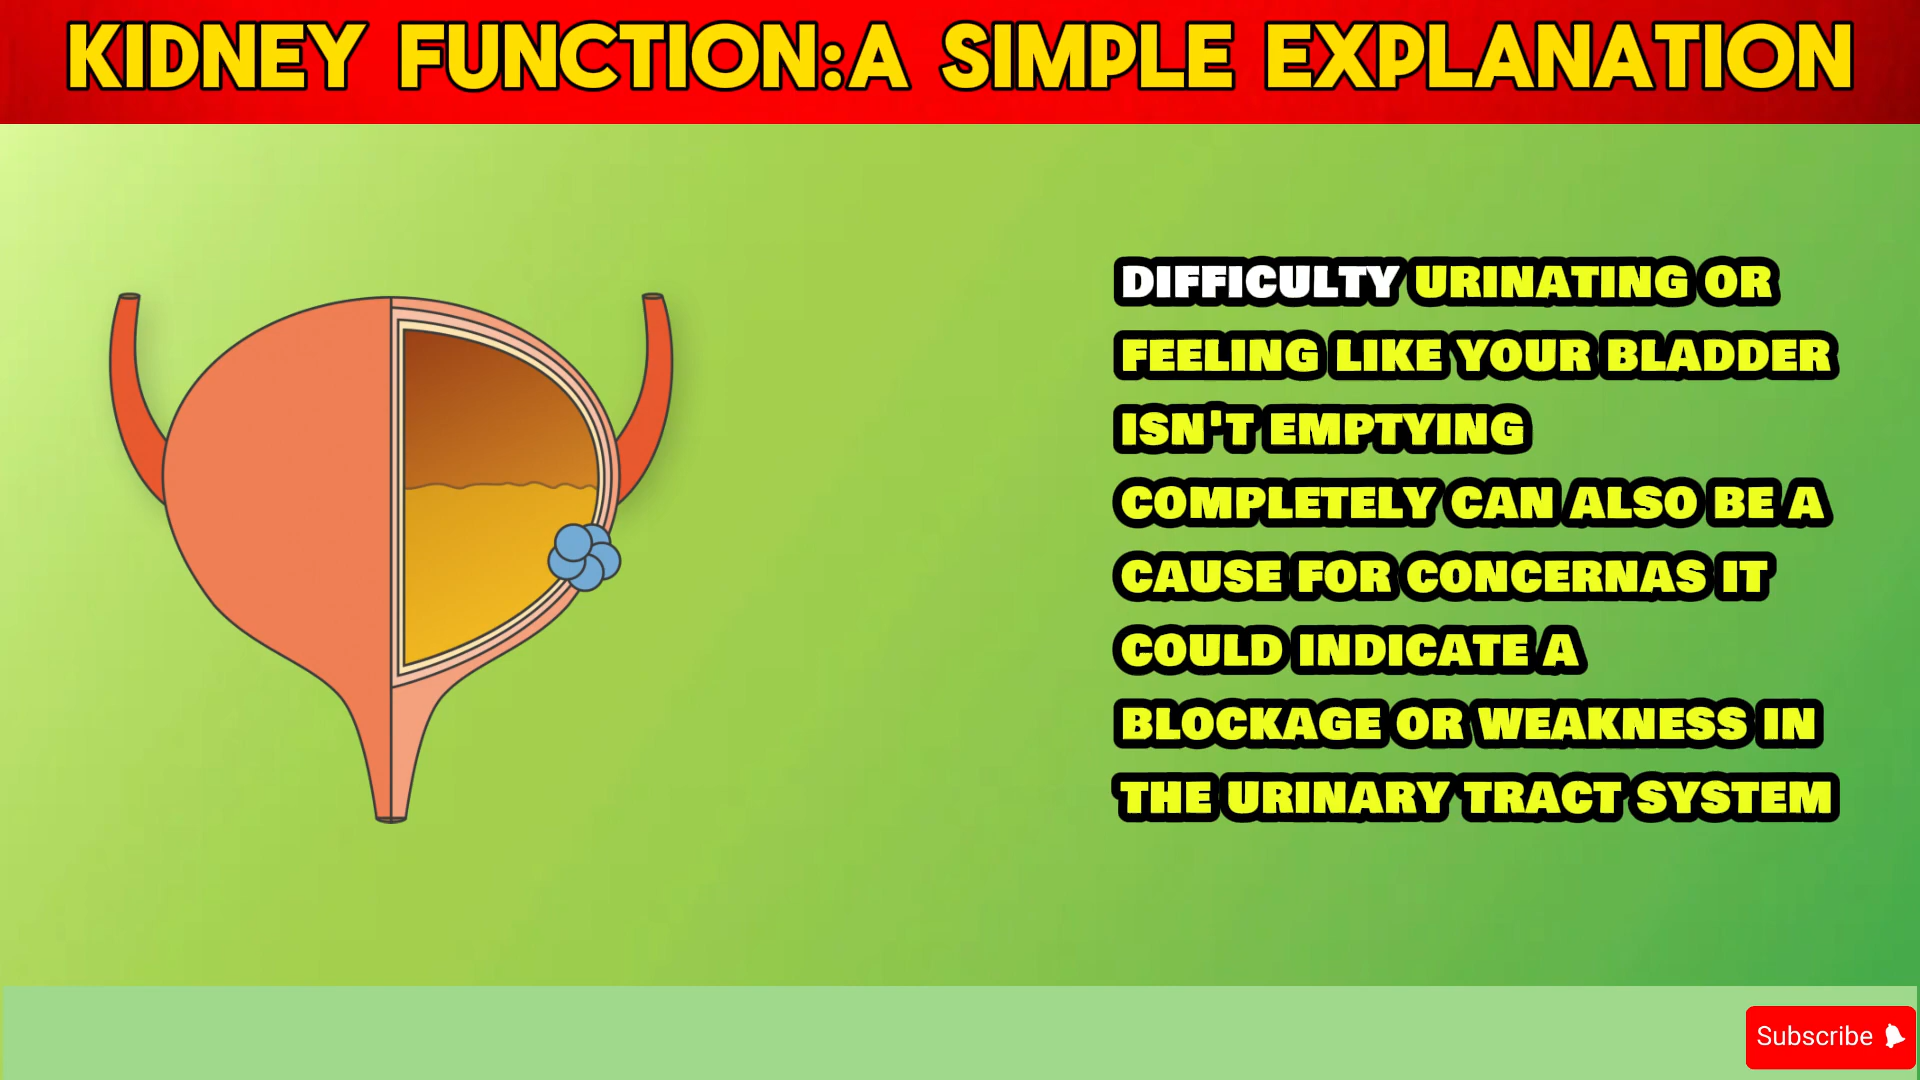 KIDNEY FUNCTION:A SIMPLE EXPLANATION
DIFFICULTY URINATING OR
FEELING LIKE YOUR BLADDER
ISN'T EMPTYING
COMPLETELY CAN ALSO BE A
CAUSE FOR CONCERNAS IT
COULD INDICATE A
BLOCKAGE OR WEAKNESS IN
THE URINARY TRACT SYSTEM
Subscribe